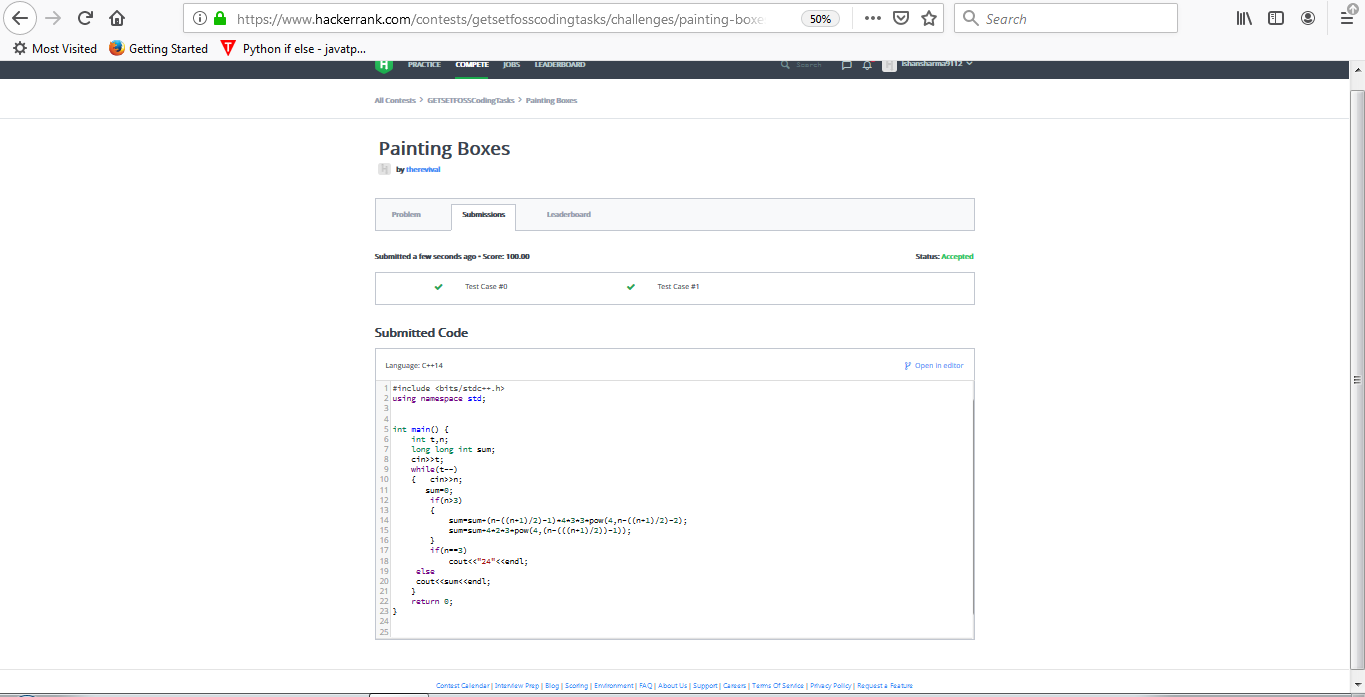 https://www.hackerrank.com/contests/getsetfosscodingtasks/challenges/painting-boxe
50%
Search
Most Visited
Getting Started
Python if else - javatp...
H
PRACTICE
COMPETE
JOBS
LEADERBOARD
Search
H
ishansharma9112
All Contests > GETSETFOSSCodingTasks > Painting Boxes
Painting Boxes
H
by therevival
Problem
Submissions
Leaderboard
Submitted a few seconds ago • Score: 100.00
Status: Accepted
Test Case #0
Test Case #1
Submitted Code
Language: C++14
Open in editor
1 #include <bits/stdc++.h>
2 using namespace std;
3
4
5 int main() {
6 int t,n;
7 long long int sum;
8 cin>>t;
9 while(t--)
10 { cin>>n;
11 sum=0;
12 if(n>3)
13 {
14 sum=sum+(n-((n+1)/2)-1)*4*3*3*pow(4,n-((n+1)/2)-2);
15 sum=sum+4*2*3*pow(4,(n-(((n+1)/2))-1));
16 }
17 if(n==3)
18 cout<<"24"<<endl;
19 else
20 cout<<sum<<endl;
21 }
22 return 0;
23 }
24
25
Contest Calendar | Interview Prep | Blog | Scoring | Environment | FAQ | About Us | Support | Careers | Terms Of Service | Privacy Policy | Request a Feature